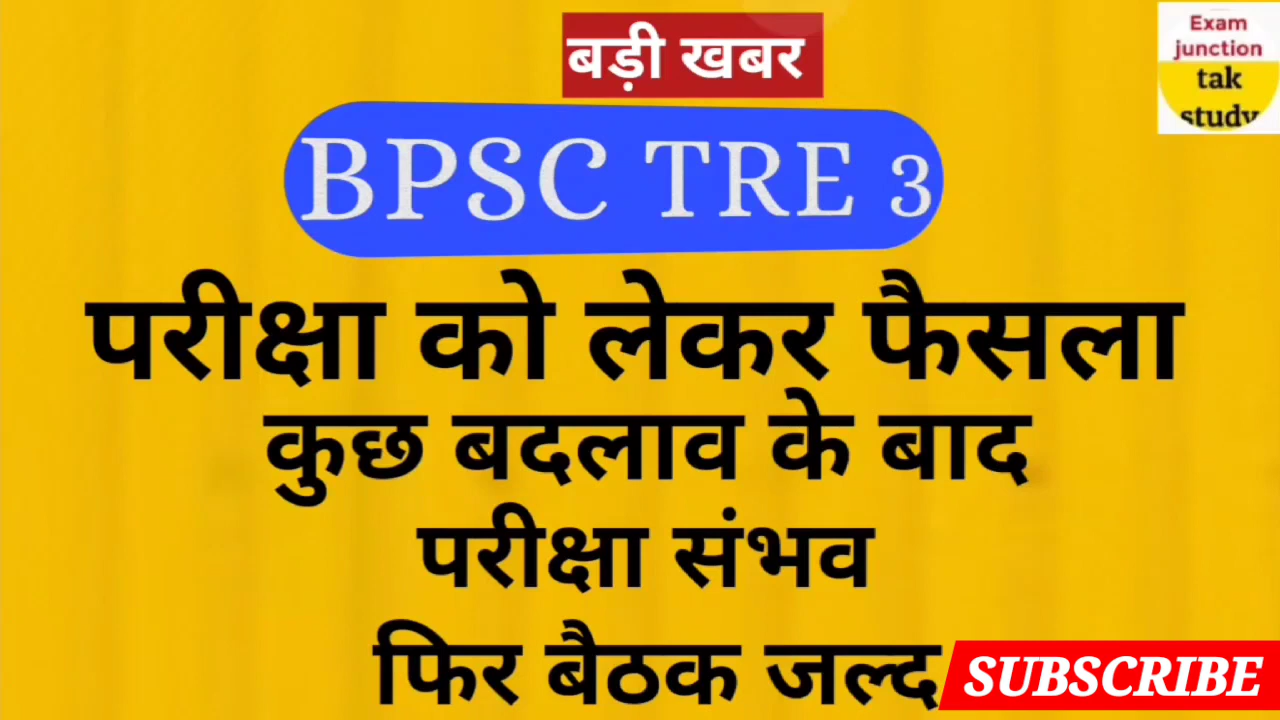 बड़ी खबर
Exam
junction
tak
study
BPSC TRE 3
परीक्षा को लेकर फैसला
कुछ बदलाव के बाद
परीक्षा संभव
फिर बैठक जल्द
SUBSCRIBE